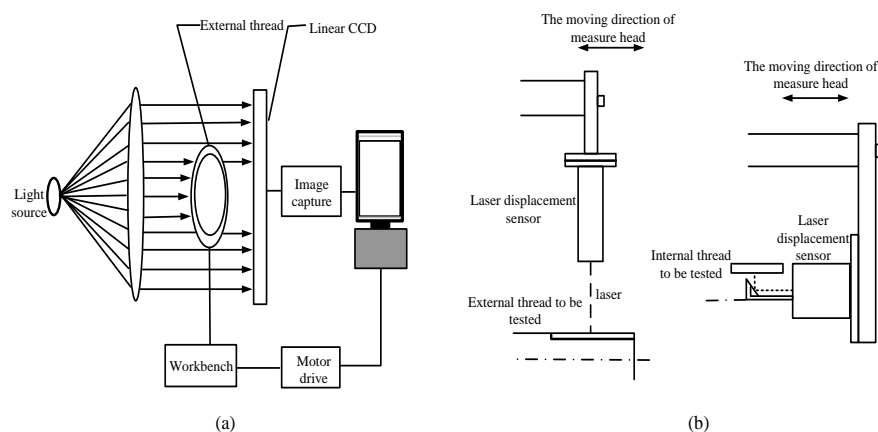 External thread
Linear CCD
Light
source
Image
capture
Workbench
Motor
drive
(a)
The moving direction of
measure head
Laser displacement
sensor
laser
External thread to be
tested
The moving direction of
measure head
Laser
displacement
sensor
Internal thread
to be tested
(b)